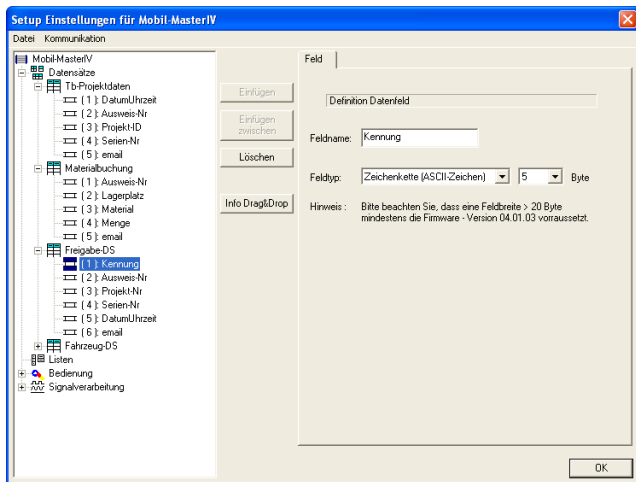 Setup Einstellungen für Mobil-MasterIV
Datei Kommunikation
Mobil-MasterIV
Datensätze
Tb-Projektdaten
( 1 ): DatumUhrzeit
( 2 ): Ausweis-Nr
( 3 ): Projekt-ID
( 4 ): Serien-Nr
( 5 ): email
Materialbuchung
( 1 ): Ausweis-Nr
( 2 ): Lagerplatz
( 3 ): Material
( 4 ): Menge
( 5 ): email
Freigabe-DS
( 1 ): Kennung
( 2 ): Ausweis-Nr
( 3 ): Projekt-Nr
( 4 ): Serien-Nr
( 5 ): DatumUhrzeit
( 6 ): email
Fahrzeug-DS
Listen
Bedienung
Signalverarbeitung
Einfügen
Einfügen
zwischen
Löschen
Info Drag&Drop
Feld
Definition Datenfeld
Feldname: Kennung
Feldtyp: Zeichenkette (ASCII-Zeichen) 5 Byte
Hinweis : Bitte beachten Sie, dass eine Feldbreite > 20 Byte
mindestens die Firmware - Version 04.01.03 vorraussetzt.
OK